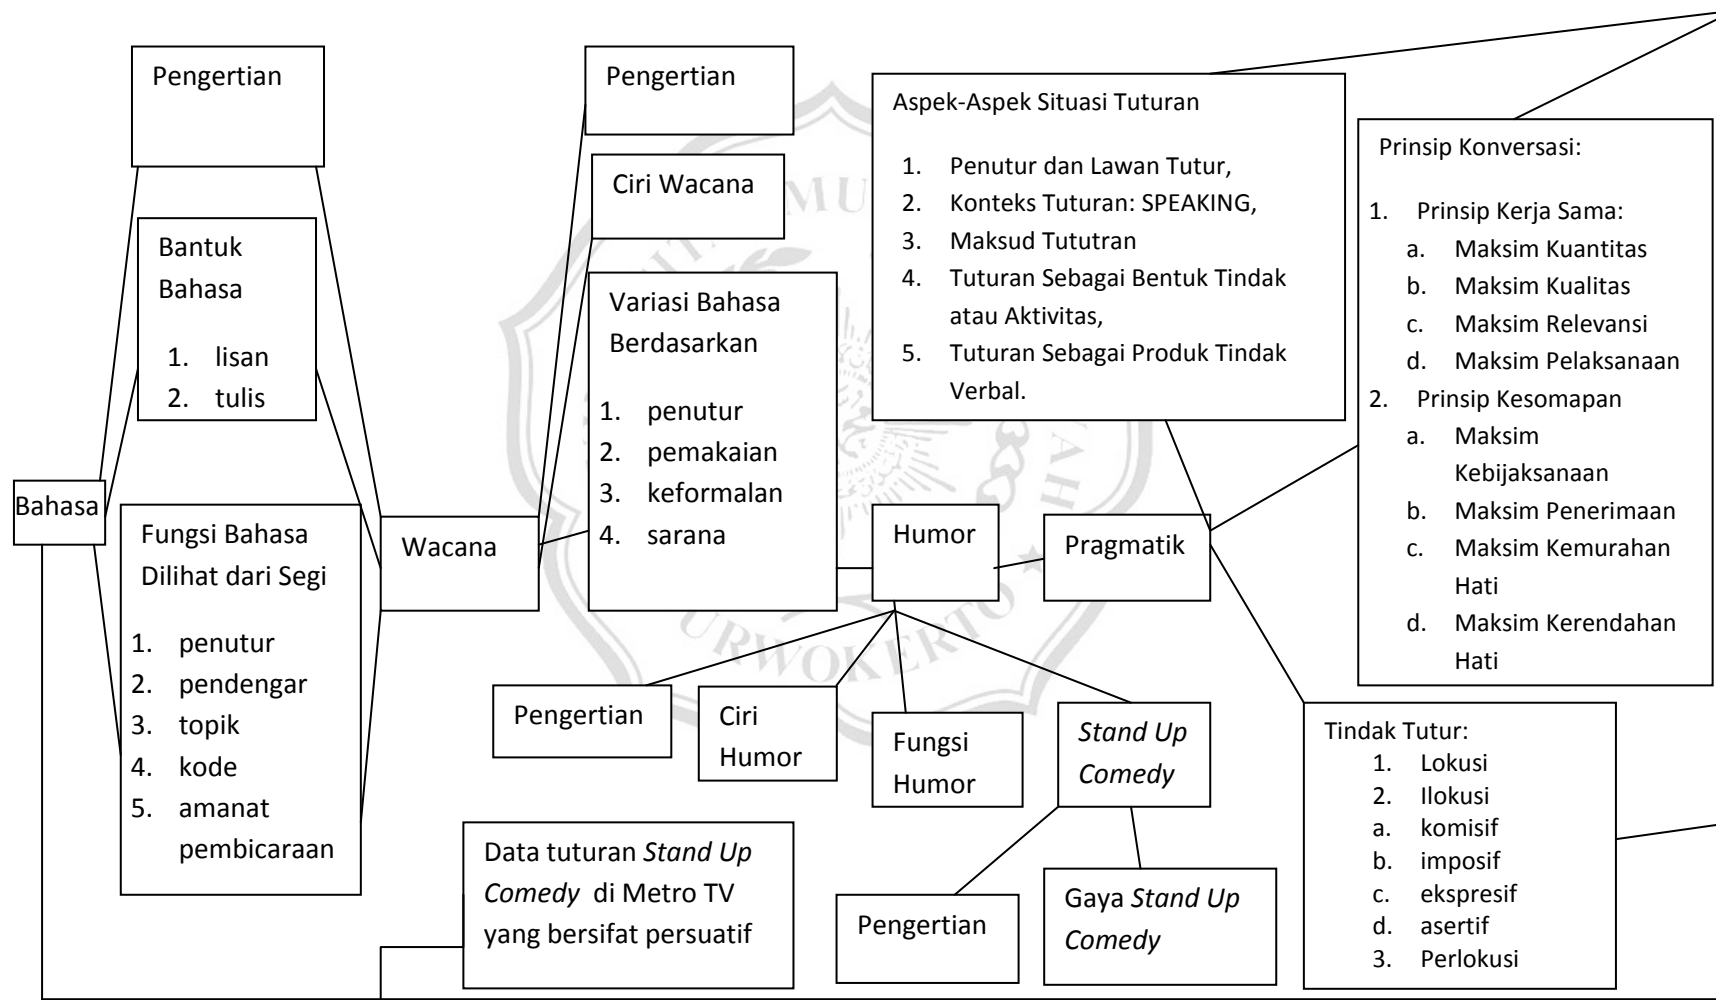 Pengertian
Bantuk
Bahasa
1. lisan
2. tulis
Bahasa
Fungsi Bahasa
Dilihat dari Segi
1. penutur
2. pendengar
3. topik
4. kode
5. amanat
pembicaraan
Wacana
Pengertian
Ciri Wacana
Variasi Bahasa
Berdasarkan
1. penutur
2. pemakaian
3. keformalan
4. sarana
Humor
Pengertian
Ciri
Humor
Fungsi
Humor
Stand Up
Comedy
Pengertian
Gaya Stand Up
Comedy
Data tuturan Stand Up
Comedy di Metro TV
yang bersifat persuatif
Pragmatik
Aspek-Aspek Situasi Tuturan
1. Penutur dan Lawan Tutur,
2. Konteks Tuturan: SPEAKING,
3. Maksud Tututran
4. Tuturan Sebagai Bentuk Tindak
atau Aktivitas,
5. Tuturan Sebagai Produk Tindak
Verbal.
Prinsip Konversasi:
1. Prinsip Kerja Sama:
a. Maksim Kuantitas
b. Maksim Kualitas
c. Maksim Relevansi
d. Maksim Pelaksanaan
2. Prinsip Kesomapan
a. Maksim
Kebijaksanaan
b. Maksim Penerimaan
c. Maksim Kemurahan
Hati
d. Maksim Kerendahan
Hati
Tindak Tutur:
1. Lokusi
2. Ilokusi
a. komisif
b. imposif
c. ekspresif
d. asertif
3. Perlokusi
URWOKERTO